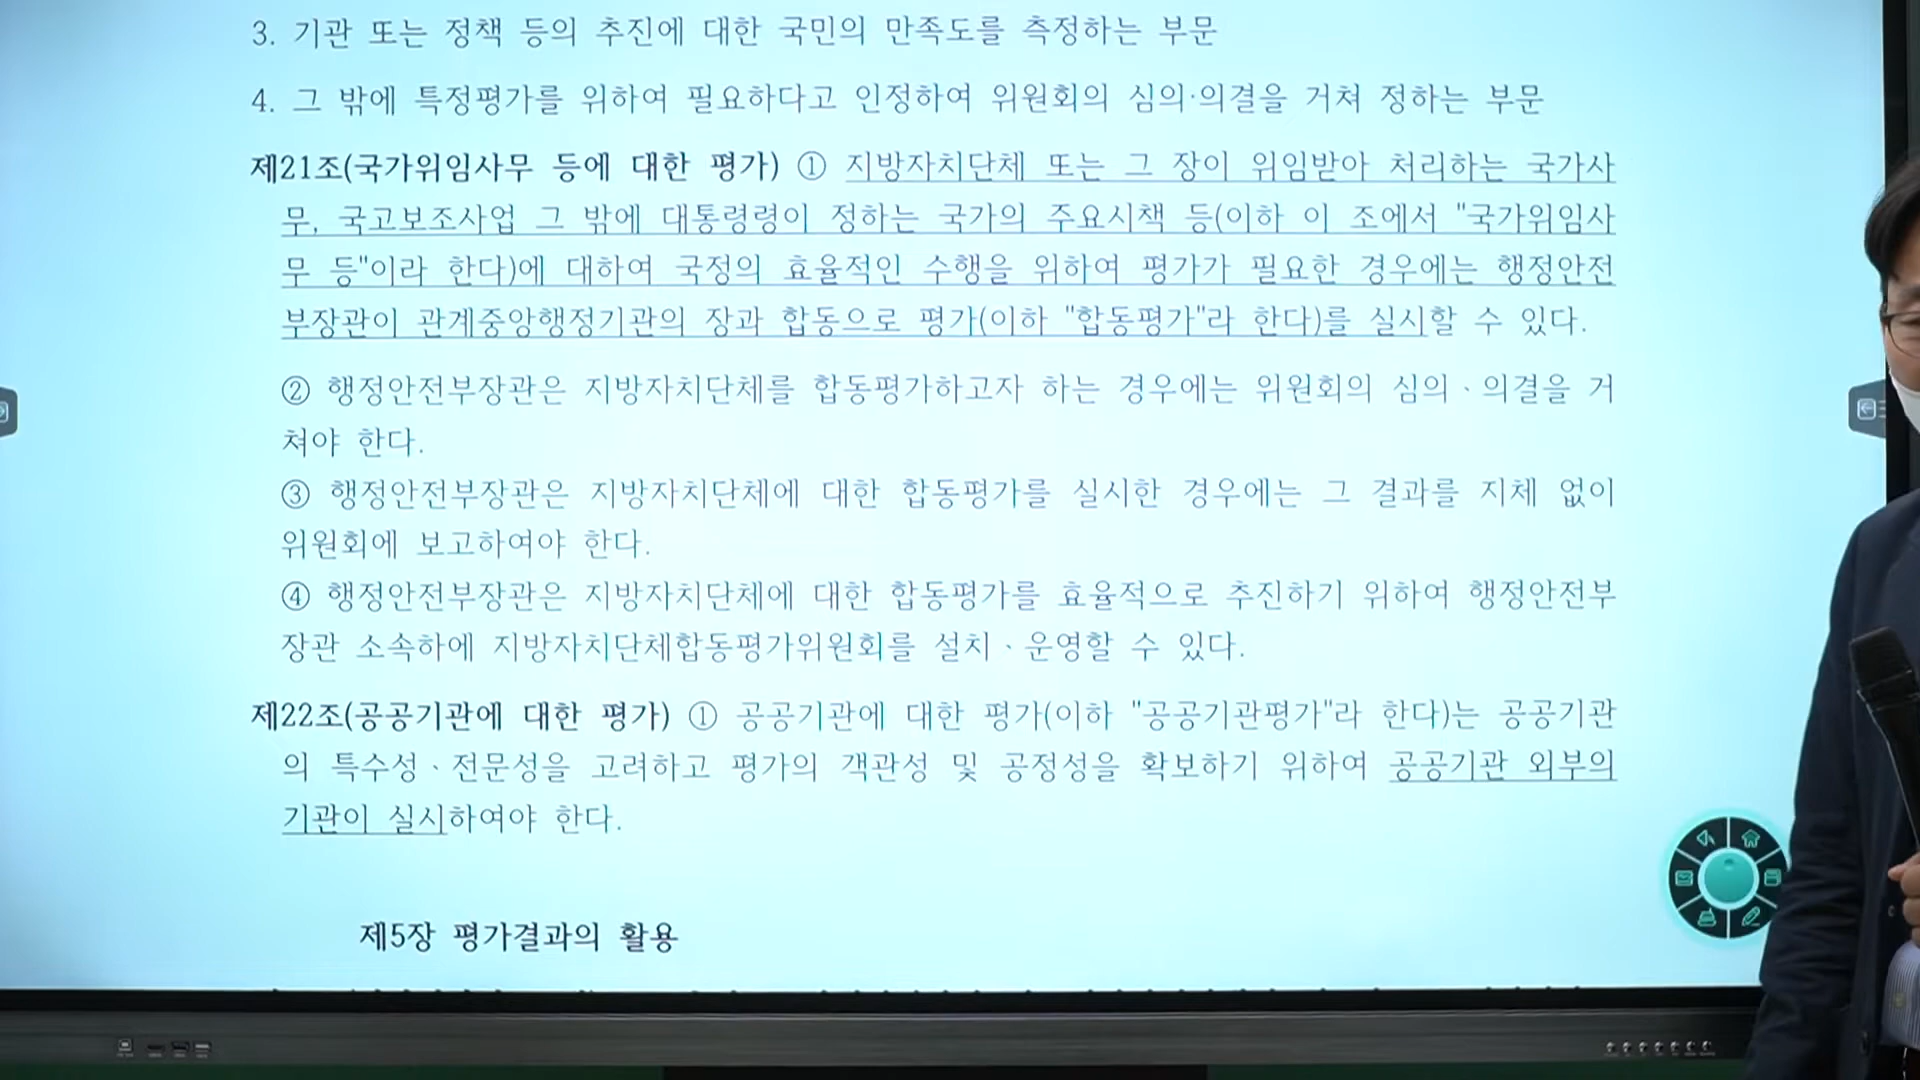 3. 기관 또는 정책 등의 추진에 대한 국민의 만족도를 측정하는 부문
4. 그 밖에 특정평가를 위하여 필요하다고 인정하여 위원회의 심의·의결을 거쳐 정하는 부문
제21조(국가위임사무 등에 대한 평가) ① 지방자치단체 또는 그 장이 위임받아 처리하는 국가사
무, 국고보조사업 그 밖에 대통령령이 정하는 국가의 주요시책 등(이하 이 조에서 "국가위임사
무 등"이라 한다)에 대하여 국정의 효율적인 수행을 위하여 평가가 필요한 경우에는 행정안전
부장관이 관계중앙행정기관의 장과 합동으로 평가(이하 "합동평가"라 한다)를 실시할 수 있다.
② 행정안전부장관은 지방자치단체를 합동평가하고자 하는 경우에는 위원회의 심의ㆍ의결을 거
쳐야 한다.
③ 행정안전부장관은 지방자치단체에 대한 합동평가를 실시한 경우에는 그 결과를 지체 없이
위원회에 보고하여야 한다.
④ 행정안전부장관은 지방자치단체에 대한 합동평가를 효율적으로 추진하기 위하여 행정안전부
장관 소속하에 지방자치단체합동평가위원회를 설치ㆍ운영할 수 있다.
제22조(공공기관에 대한 평가) ① 공공기관에 대한 평가(이하 "공공기관평가"라 한다)는 공공기관
의 특수성ㆍ전문성을 고려하고 평가의 객관성 및 공정성을 확보하기 위하여 공공기관 외부의
기관이 실시하여야 한다.
제5장 평가결과의 활용